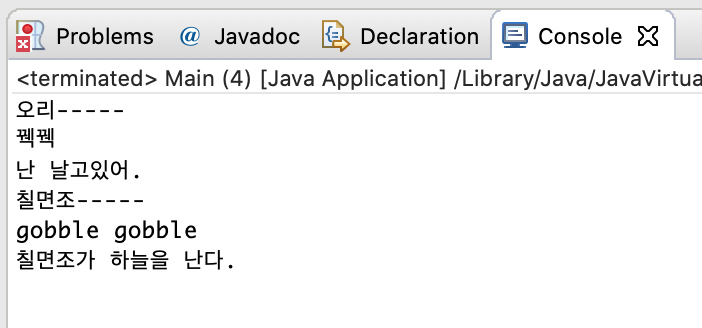 Problems @ Javadoc Declaration Console
<terminated> Main (4) [Java Application] /Library/Java/JavaVirtua
오리-----
꿱꿱
난 날고있어.
칠면조-----
gobble gobble
칠면조가 하늘을 난다.